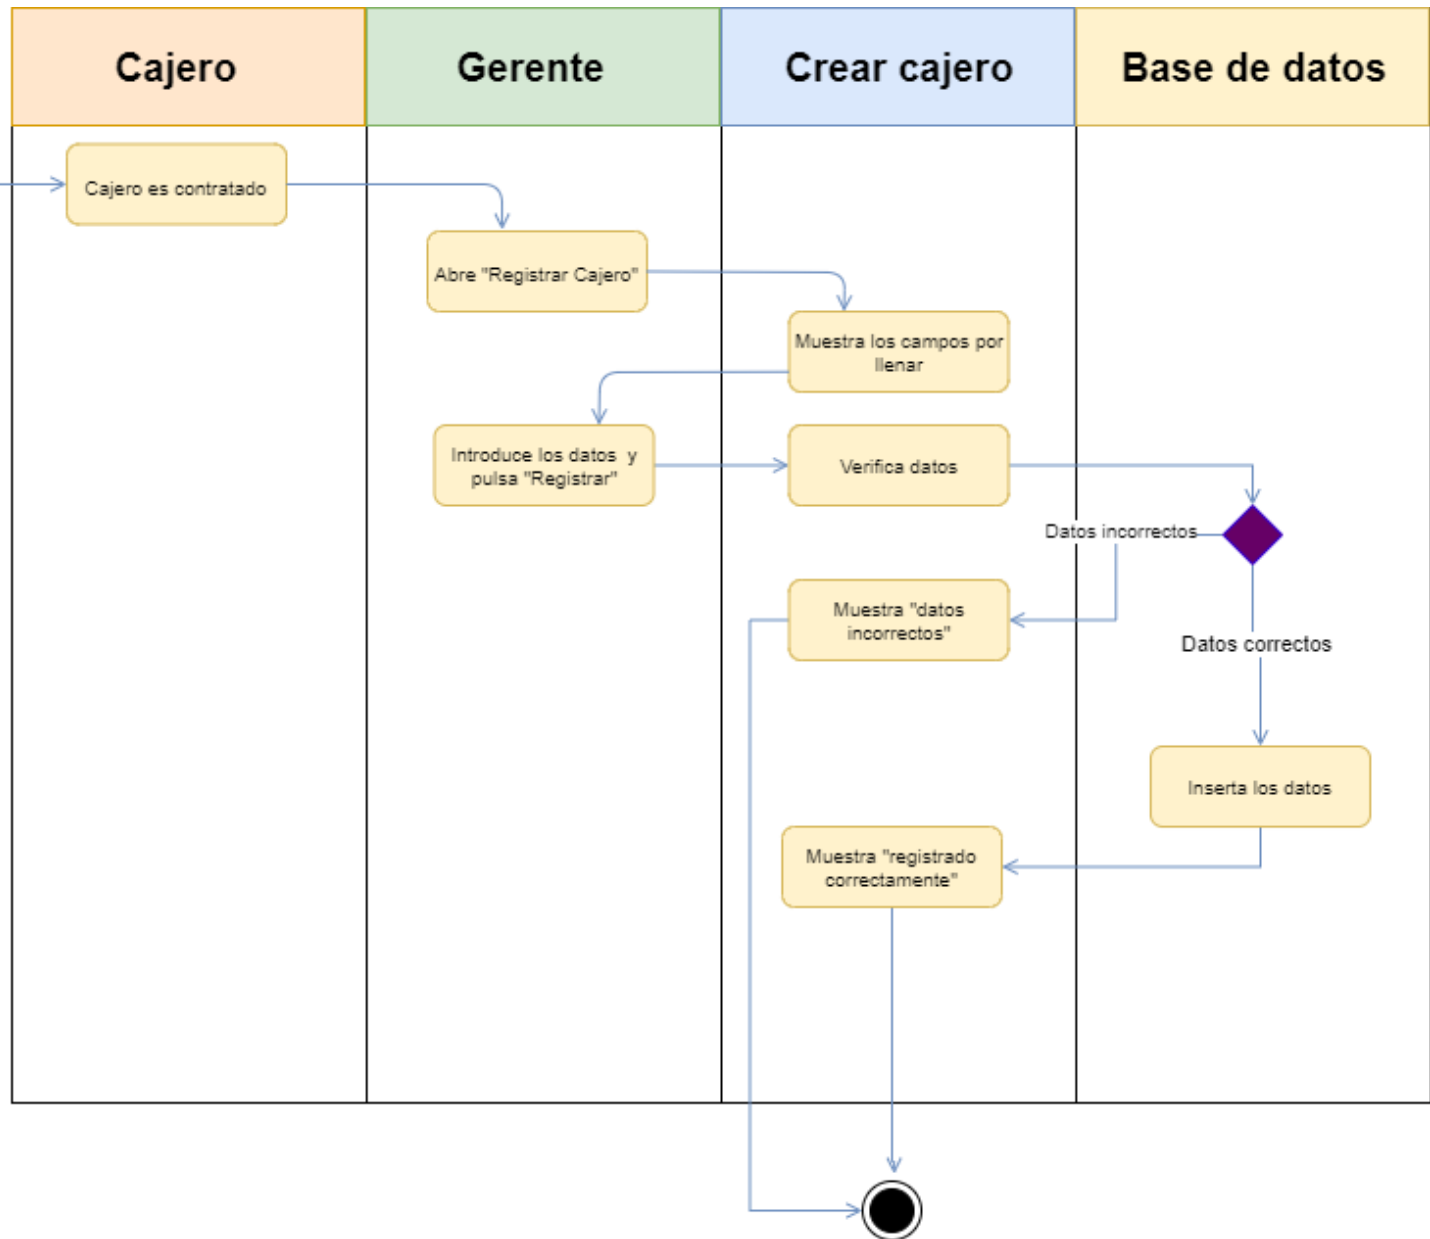 Cajero
Gerente
Crear cajero
Base de datos
Cajero es contratado
Abre "Registrar Cajero"
Muestra los campos por
llenar
Introduce los datos  y
pulsa "Registrar"
Verifica datos
Datos incorrectos
Muestra "datos
incorrectos"
Datos correctos
Inserta los datos
Muestra "registrado
correctamente"